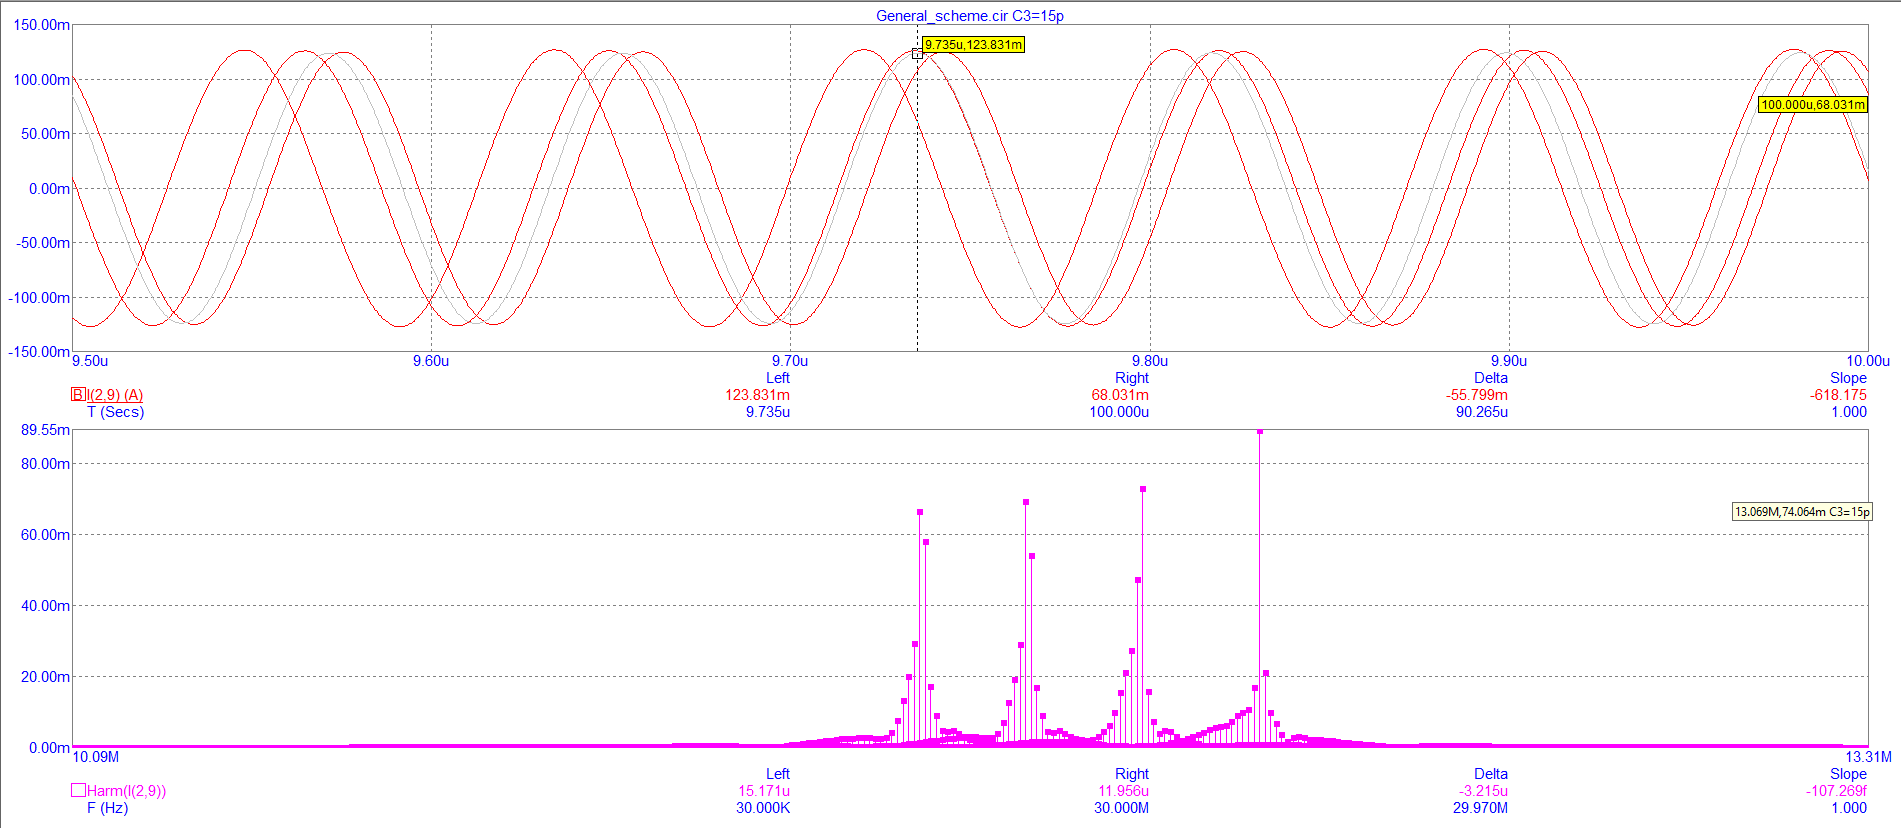 General_scheme.cir C3=15p
150.00m
9.735u,123.831m
100.00m
100.000u,68.031m
50.00m
0.00m
-50.00m
-100.00m
-150.00m
9.50u 9.60u 9.70u 9.80u 9.90u 10.00u
Left Right Delta Slope
B I(2,9) (A) 123.831m 68.031m -55.799m -618.175
T (Secs) 9.735u 100.000u 90.265u 1.000
89.55m
80.00m
13.069M,74.064m C3=15p
60.00m
40.00m
20.00m
0.00m
10.09M 13.31M
Left Right Delta Slope
Harm(I(2,9)) 15.171u 11.956u -3.215u -107.269f
F (Hz) 30.000K 30.000M 29.970M 1.000